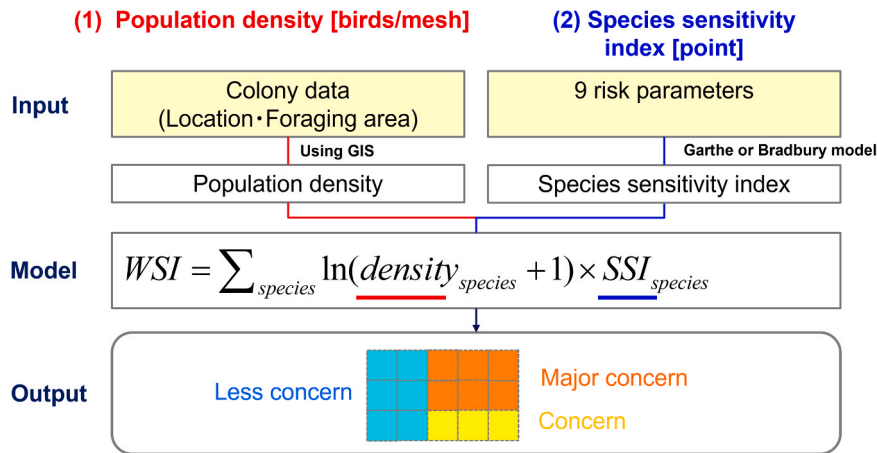 (1) Population density [birds/mesh]
(2) Species sensitivity
index [point]
Input
Colony data
(Location・Foraging area)
9 risk parameters
Using GIS
Garthe or Bradbury model
Population density
Species sensitivity index
Model
WSI = ∑species ln(densityspecies +1) × SSIspecies
Output
Less concern
Major concern
Concern